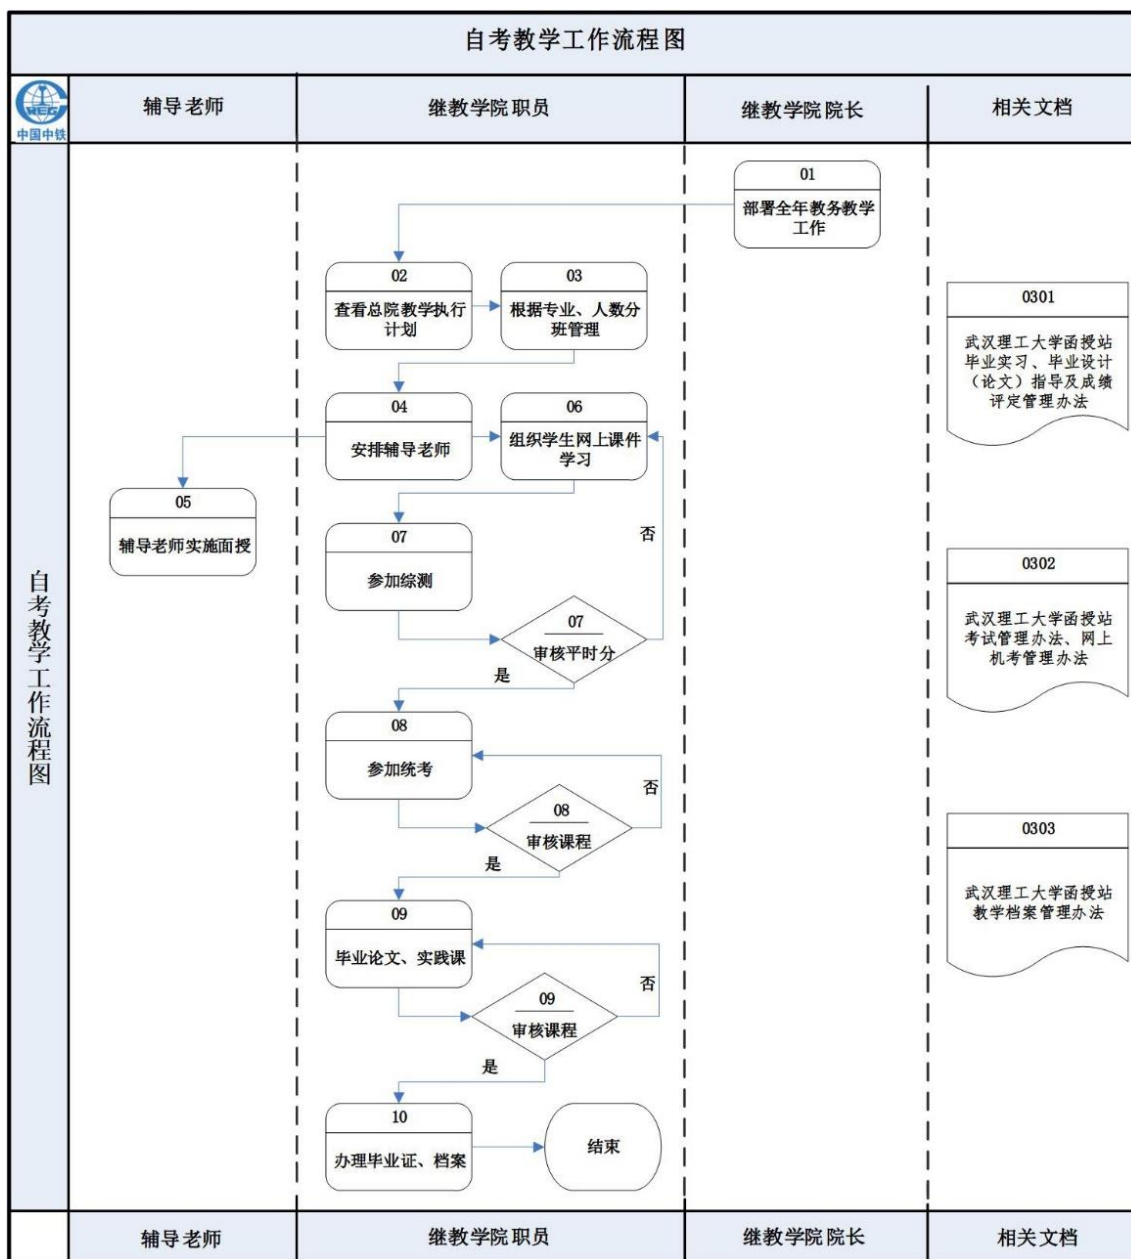 自考教学工作流程图
CREC
中国中铁
辅导老师
继教学院职员
继教学院院长
相关文档
自考教学工作流程图
01
部署全年教务教学
工作
02
查看总院教学执行
计划
03
根据专业、人数分
班管理
0301
武汉理工大学函授站
毕业实习、毕业设计
（论文）指导及成绩
评定管理办法
04
安排辅导老师
06
组织学生网上课件
学习
05
辅导老师实施面授
07
参加综测
否
07
审核平时分
是
0302
武汉理工大学函授站
考试管理办法、网上
机考管理办法
08
参加统考
否
08
审核课程
是
0303
武汉理工大学函授站
教学档案管理办法
09
毕业论文、实践课
否
09
审核课程
是
10
办理毕业证、档案
结束
辅导老师
继教学院职员
继教学院院长
相关文档